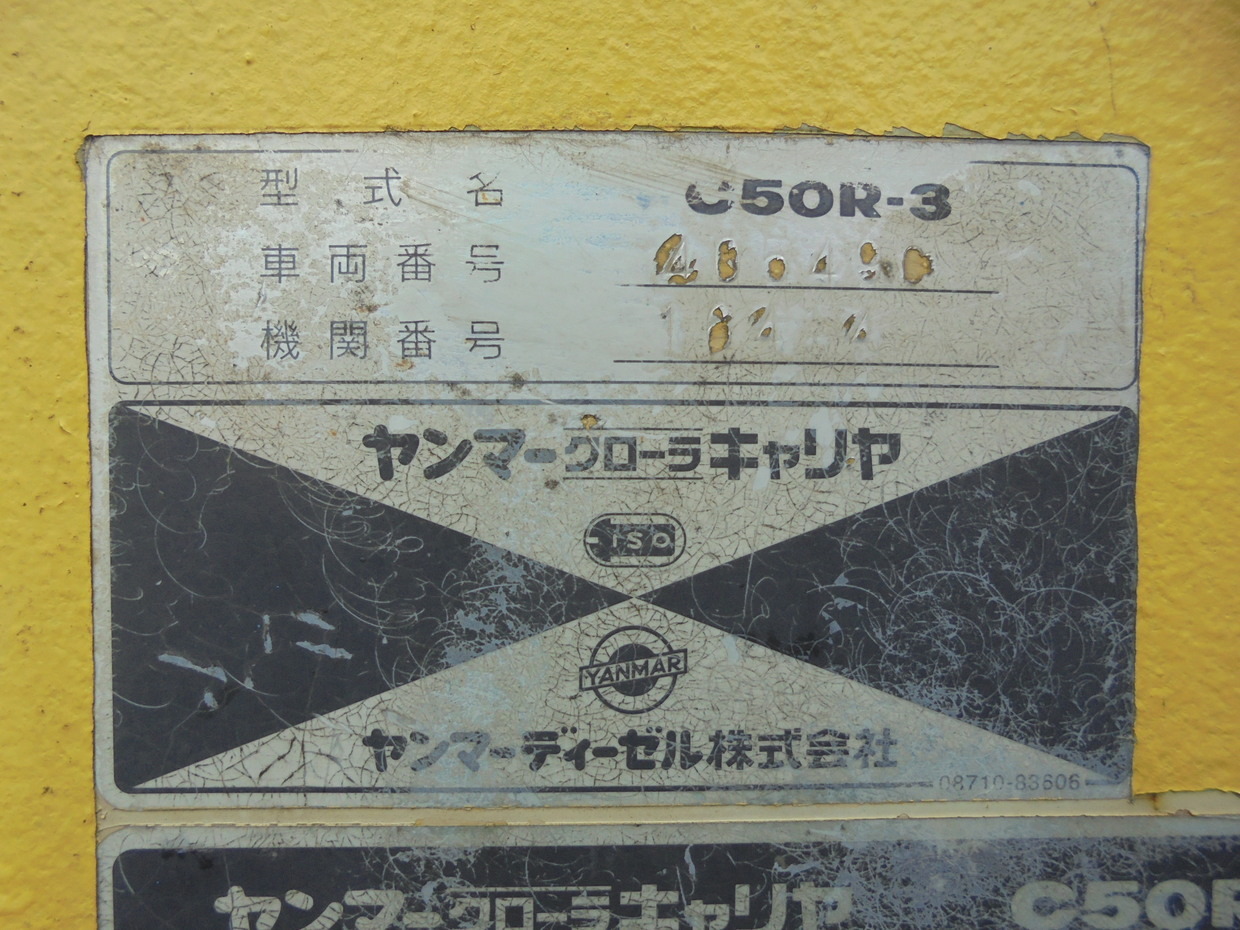 型式名 C50R-3
車両番号
機関番号
ヤンマークローラキャリヤ
ISO
YANMAR
ヤンマーディーゼル株式会社
08710-83606
ヤンマークローラキャリヤ C50R